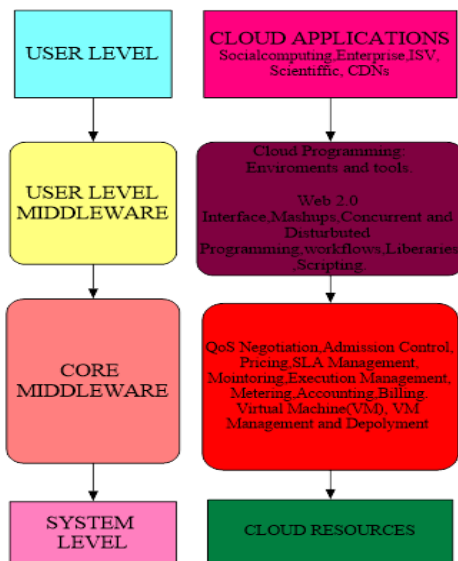 USER LEVEL
CLOUD APPLICATIONS
Socialcomputing,Enterprise,ISV,
Scientiffic, CDNs
USER LEVEL
MIDDLEWARE
Cloud Programming:
Enviroments and tools.
Web 2.0
Interface,Mashups,Concurrent and
Disturbuted
Programming,workflows,Liberaries
,Scripting.
CORE
MIDDLEWARE
QoS Negotiation,Admission Control,
Pricing,SLA Management,
Mointoring,Execution Management,
Metering,Accounting,Billing.
Virtual Machine(VM), VM
Management and Depolyment
SYSTEM
LEVEL
CLOUD RESOURCES